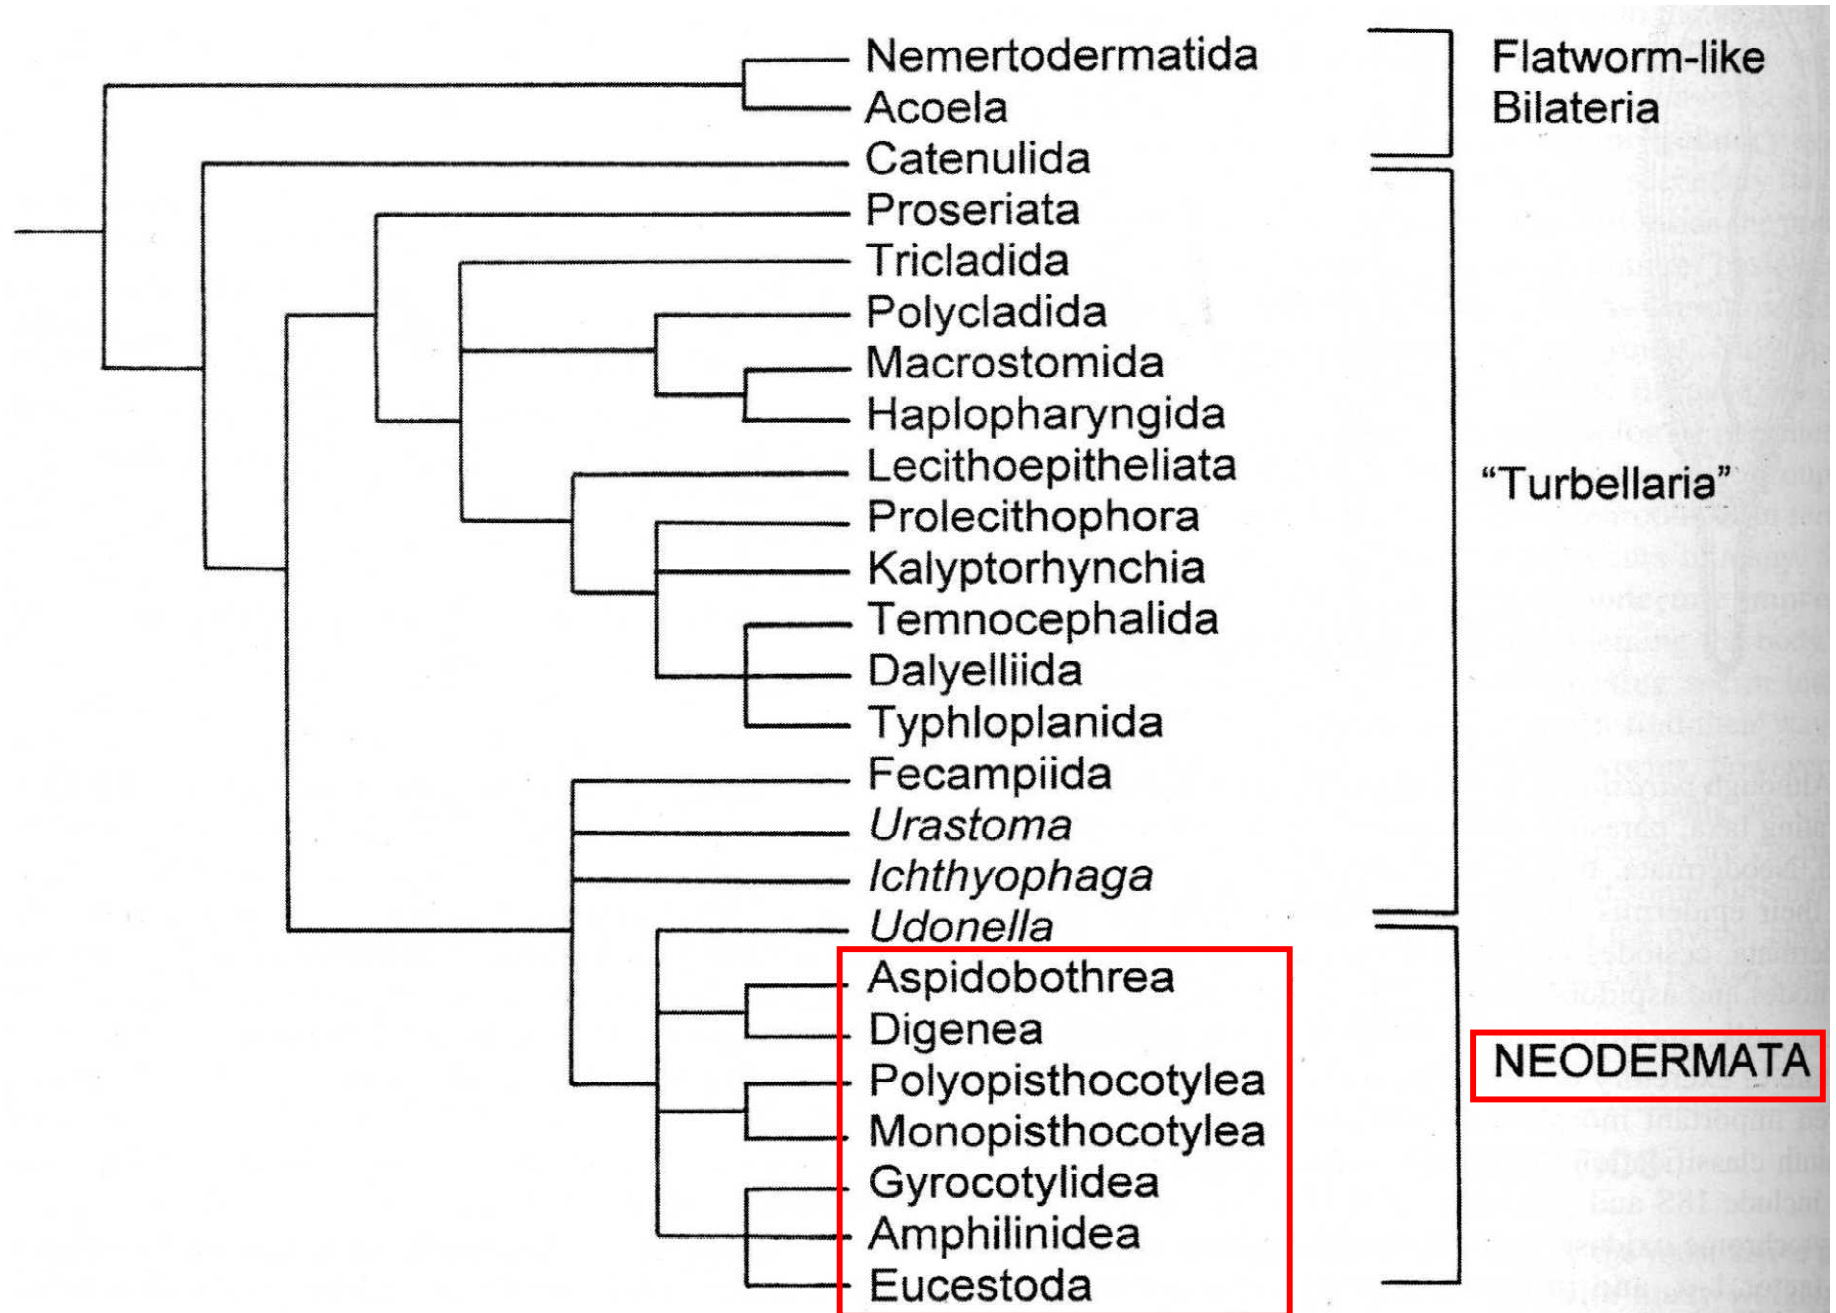 Nemertodermatida
Acoela
Catenulida
Proseriata
Tricladida
Polycladida
Macrostomida
Haplopharyngida
Lecithoepitheliata
Prolecithophora
Kalyptorhynchia
Temnocephalida
Dalyelliida
Typhloplanida
Fecampiida
Urastoma
Ichthyophaga
Udonella
Aspidobothrea
Digenea
Polyopisthocotylea
Monopisthocotylea
Gyrocotylidea
Amphilinidea
Eucestoda
Flatworm-like
Bilateria
“Turbellaria”
NEODERMATA